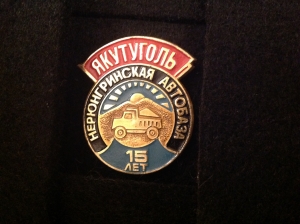 ЯКУТУГОЛЬ
НЕРЮНГРИНСКАЯ АВТОБАЗА
15
ЛЕТ